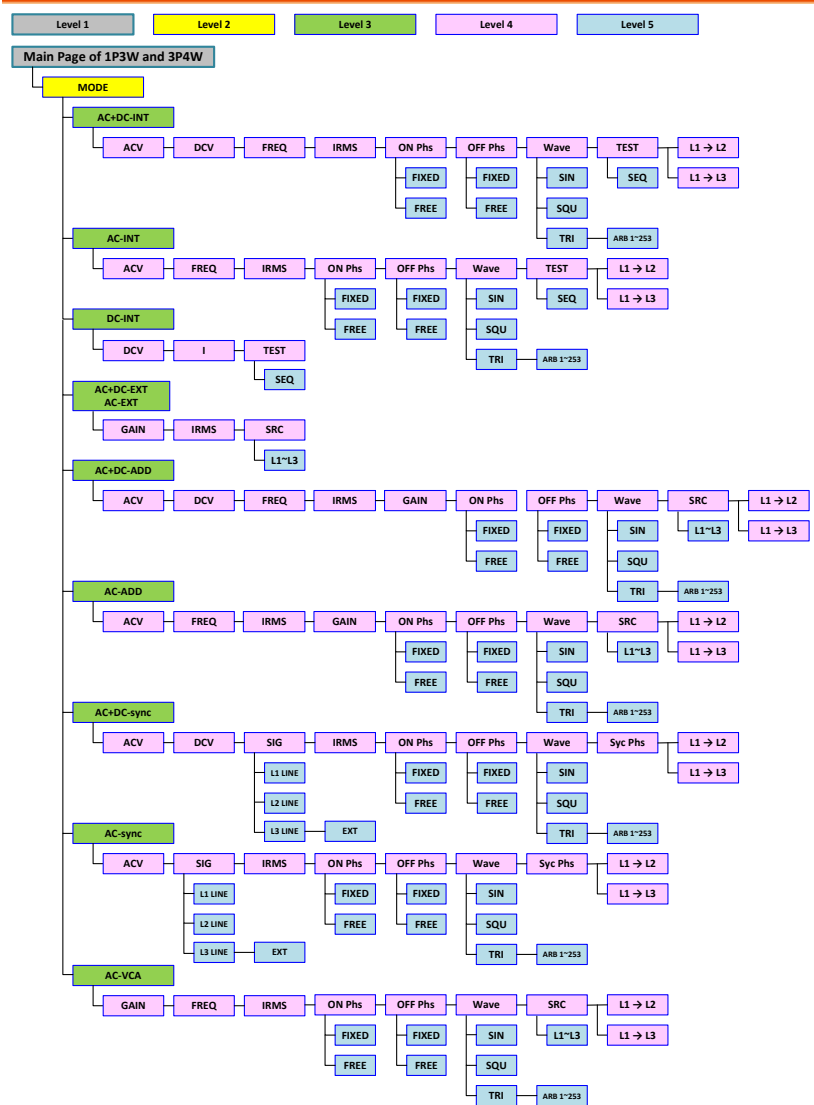 Level 1 Level 2 Level 3 Level 4 Level 5
Main Page of 1P3W and 3P4W
MODE
AC+DC-INT
ACV DCV FREQ IRMS ON Phs OFF Phs Wave TEST L1 → L2
FIXED FIXED SIN SEQ L1 → L3
FREE FREE SQU
TRI ARB 1~253
AC-INT
ACV FREQ IRMS ON Phs OFF Phs Wave TEST L1 → L2
FIXED FIXED SIN SEQ L1 → L3
FREE FREE SQU
TRI ARB 1~253
DC-INT
DCV I TEST
SEQ
AC+DC-EXT
AC-EXT
GAIN IRMS SRC
L1~L3
AC+DC-ADD
ACV DCV FREQ IRMS GAIN ON Phs OFF Phs Wave SRC L1 → L2
FIXED FIXED SIN L1~L3 L1 → L3
FREE FREE SQU
TRI ARB 1~253
AC-ADD
ACV FREQ IRMS GAIN ON Phs OFF Phs Wave SRC L1 → L2
FIXED FIXED SIN L1~L3 L1 → L3
FREE FREE SQU
TRI ARB 1~253
AC+DC-sync
ACV DCV SIG IRMS ON Phs OFF Phs Wave Syc Phs L1 → L2
L1 LINE FIXED FIXED SIN L1 → L3
L2 LINE FREE FREE SQU
L3 LINE EXT TRI ARB 1~253
AC-sync
ACV SIG IRMS ON Phs OFF Phs Wave Syc Phs L1 → L2
L1 LINE FIXED FIXED SIN L1 → L3
L2 LINE FREE FREE SQU
L3 LINE EXT TRI ARB 1~253
AC-VCA
GAIN FREQ IRMS ON Phs OFF Phs Wave SRC L1 → L2
FIXED FIXED SIN L1~L3 L1 → L3
FREE FREE SQU
TRI ARB 1~253